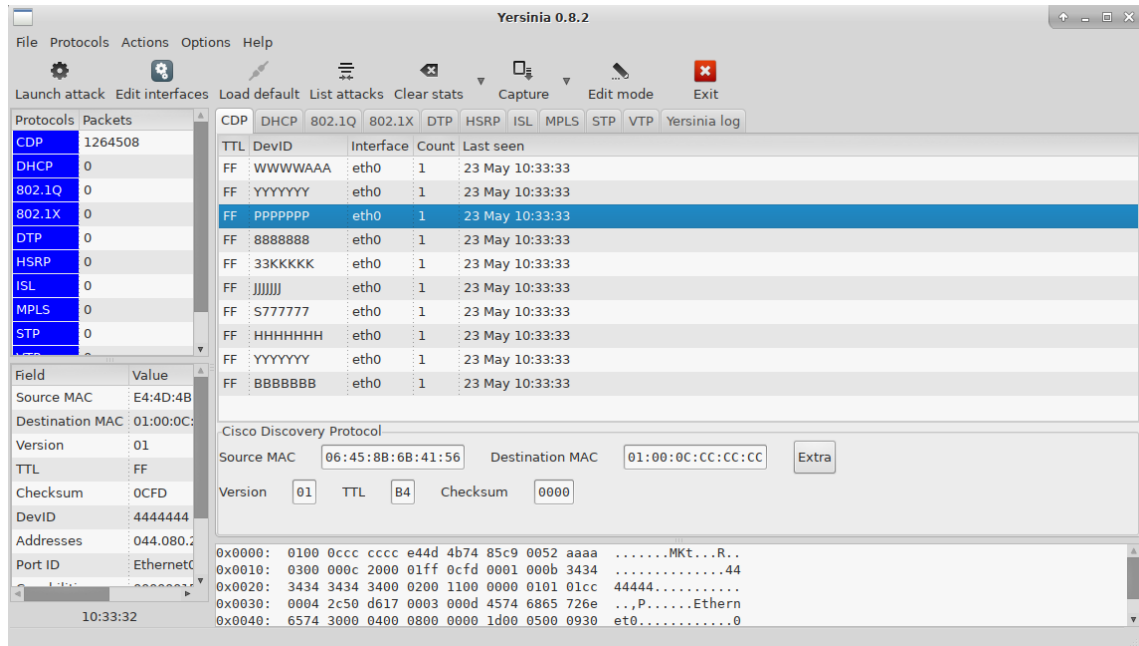 Yersinia 0.8.2
File Protocols Actions Options Help
Launch attack Edit interfaces Load default List attacks Clear stats Capture Edit mode Exit
Protocols Packets
CDP 1264508
DHCP 0
802.1Q 0
802.1X 0
DTP 0
HSRP 0
ISL 0
MPLS 0
STP 0
CDP DHCP 802.1Q 802.1X DTP HSRP ISL MPLS STP VTP Yersinia log
TTL DevID Interface Count Last seen
FF WWWWAAA eth0 1 23 May 10:33:33
FF YYYYYYY eth0 1 23 May 10:33:33
FF PPPPPPP eth0 1 23 May 10:33:33
FF 8888888 eth0 1 23 May 10:33:33
FF 33KKKKK eth0 1 23 May 10:33:33
FF JJJJJJJ eth0 1 23 May 10:33:33
FF S777777 eth0 1 23 May 10:33:33
FF HHHHHHH eth0 1 23 May 10:33:33
FF YYYYYYY eth0 1 23 May 10:33:33
FF BBBBBBB eth0 1 23 May 10:33:33
Field Value
Source MAC E4:4D:4B
Destination MAC 01:00:0C:
Version 01
TTL FF
Checksum 0CFD
DevID 4444444
Addresses 044.080.2
Port ID Ethernet0
10:33:32
Cisco Discovery Protocol
Source MAC 06:45:8B:6B:41:56 Destination MAC 01:00:0C:CC:CC:CC Extra
Version 01 TTL B4 Checksum 0000
0x0000: 0100 0ccc cccc e44d 4b74 85c9 0052 aaaa .......MKt...R..
0x0010: 0300 000c 2000 01ff 0cfd 0001 000b 3434 ..............44
0x0020: 3434 3434 3400 0200 1100 0000 0101 01cc 44444...........
0x0030: 0004 2c50 d617 0003 000d 4574 6865 726e ..,P......Ethern
0x0040: 6574 3000 0400 0800 0000 1d00 0500 0930 et0............0